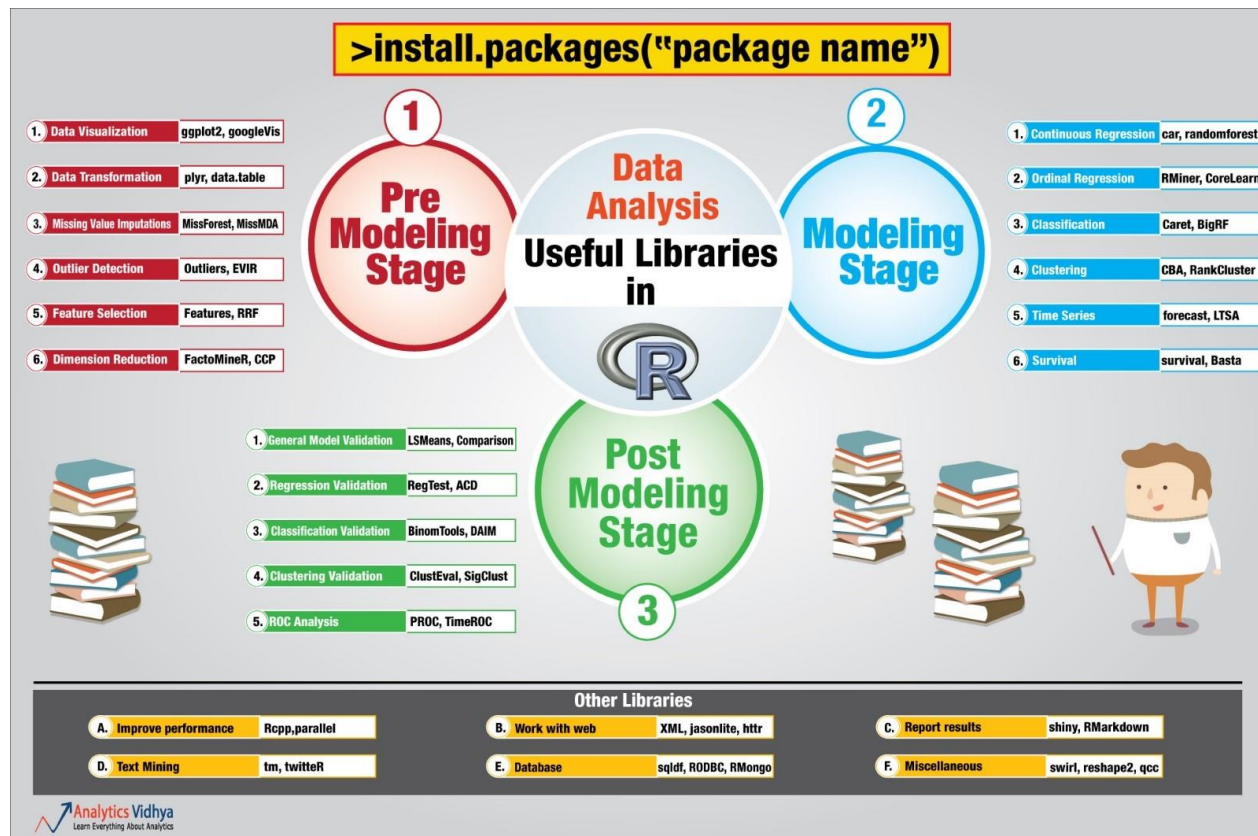 >install.packages("package name")
1
Pre
Modeling
Stage
1. Data Visualization ggplot2, googleVis
2. Data Transformation plyr, data.table
3. Missing Value Imputations MissForest, MissMDA
4. Outlier Detection Outliers, EVIR
5. Feature Selection Features, RRF
6. Dimension Reduction FactoMineR, CCP
Data
Analysis
Useful Libraries
in
R
2
Modeling
Stage
1. Continuous Regression car, randomforest
2. Ordinal Regression RMiner, CoreLearn
3. Classification Caret, BigRF
4. Clustering CBA, RankCluster
5. Time Series forecast, LTSA
6. Survival survival, Basta
Post
Modeling
Stage
3
1. General Model Validation LSMeans, Comparison
2. Regression Validation RegTest, ACD
3. Classification Validation BinomTools, DAIM
4. Clustering Validation ClustEval, SigClust
5. ROC Analysis PROC, TimeROC
Other Libraries
A. Improve performance Rcpp,parallel
B. Work with web XML, jasonlite, httr
C. Report results shiny, RMarkdown
D. Text Mining tm, twitteR
E. Database sqldf, RODBC, RMongo
F. Miscellaneous swirl, reshape2, qcc
Analytics Vidhya
Learn Everything About Analytics